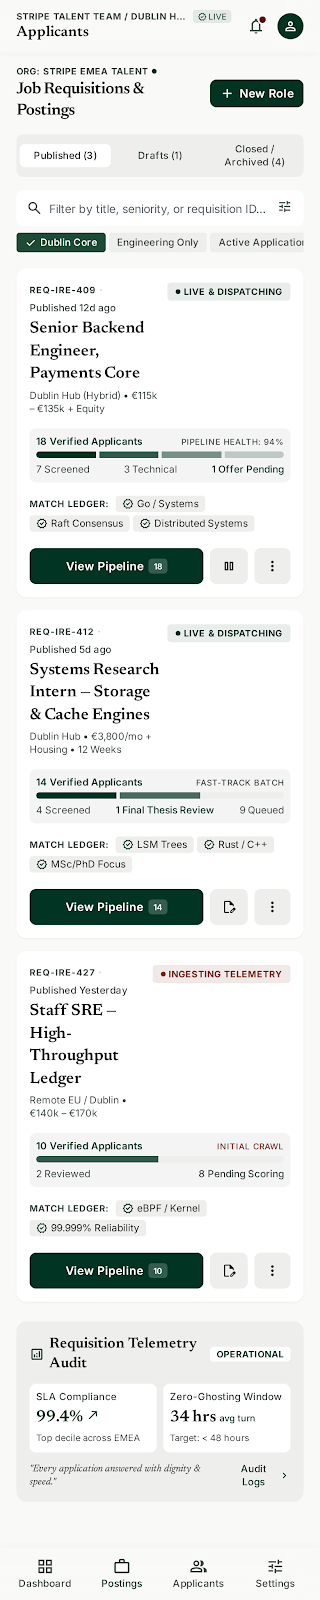 STRIPE TALENT TEAM / DUBLIN H... LIVE
Applicants
ORG: STRIPE EMEA TALENT
Job Requisitions &
Postings
+ New Role
Published (3)
Drafts (1)
Closed /
Archived (4)
Filter by title, seniority, or requisition ID...
Dublin Core
Engineering Only
Active Application
REQ-IRE-409 ·
LIVE & DISPATCHING
Published 12d ago
Senior Backend
Engineer,
Payments Core
Dublin Hub (Hybrid) • €115k
– €135k + Equity
18 Verified Applicants
PIPELINE HEALTH: 94%
7 Screened
3 Technical
1 Offer Pending
MATCH LEDGER: Go / Systems
Raft Consensus Distributed Systems
View Pipeline 18
REQ-IRE-412 ·
LIVE & DISPATCHING
Published 5d ago
Systems Research
Intern – Storage
& Cache Engines
Dublin Hub • €3,800/mo +
Housing • 12 Weeks
14 Verified Applicants
FAST-TRACK BATCH
4 Screened
1 Final Thesis Review
9 Queued
MATCH LEDGER: LSM Trees Rust / C++
MSc/PhD Focus
View Pipeline 14
REQ-IRE-427 ·
INGESTING TELEMETRY
Published Yesterday
Staff SRE –
High-
Throughput
Ledger
Remote EU / Dublin •
€140k – €170k
10 Verified Applicants
INITIAL CRAWL
2 Reviewed
8 Pending Scoring
MATCH LEDGER: eBPF / Kernel
99.999% Reliability
View Pipeline 10
Requisition Telemetry
Audit
OPERATIONAL
SLA Compliance
99.4% ↗
Top decile across EMEA
Zero-Ghosting Window
34 hrs avg turn
Target: < 48 hours
"Every application answered with dignity &
speed."
Audit
Logs
Dashboard
Postings
Applicants
Settings